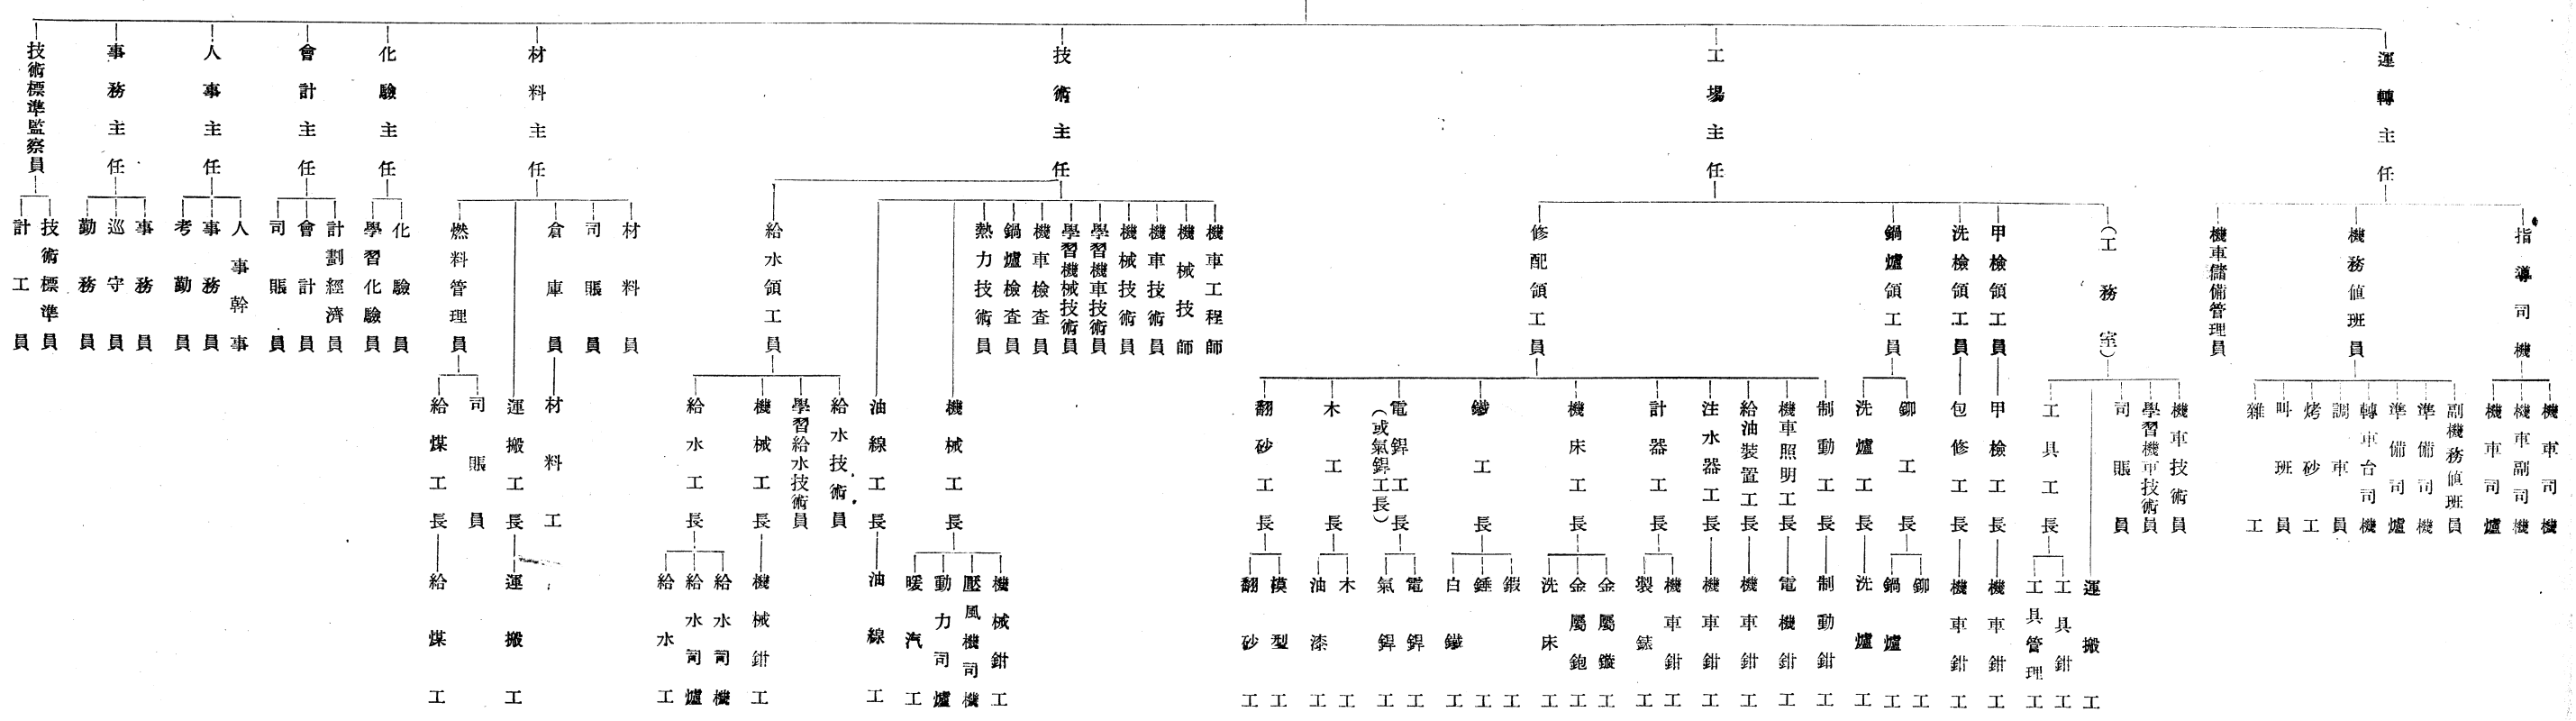 運轉主任
工場主任
技術主任
材料主任
化驗主任
會計主任
人事主任
事務主任
技術標準監察員
指導司機
機務値班員
機車儲備管理員
(工務室)
甲檢領工員
洗檢領工員
鍋爐領工員
修配領工員
機車工程師
機械技師
機車技術員
機械技術員
學習機車技術員
學習機械技術員
機車檢查員
鍋爐檢查員
熱力技術員
給水領工員
材料員
司賬員
倉庫員
燃料管理員
化驗員
學習化驗員
計劃經濟員
會計員
司賬員
人事幹事
事務員
考勤員
事務員
巡守員
勤務員
技術標準員
計工員
機車司機
機車副司機
機車司爐
副機務値班員
準備司機
準備司爐
轉車台司機
調車員
烤砂工
叫班員
雜工
機車技術員
學習機車技術員
司賬員
工具工長
甲檢工長
包修工長
鉚工長
洗爐工長
制動工長
機車照明工長
給油裝置工長
注水器工長
計器工長
機床工長
鐵工長
電銲工長
(或氣銲工長)
木工長
翻砂工長
機械工長
油線工長
給水技術員
學習給水技術員
機械工長
給水工長
材料工
運搬工長
司賬員
給煤工長
運搬工
工具鉗工
工具管理工
機車鉗工
機車鉗工
鉚工
鍋爐工
洗爐工
制動鉗工
電機工
機車鉗工
機車鉗工
機車鉗工
製鋲工
金屬鏇工
金屬鉋工
洗床工
鍛工
錘工
白鐵工
電銲工
氣銲工
木工
油漆工
模型工
翻砂工
機械鉗工
壓風機司機
動力司爐
暖汽工
油線工
機械鉗工
給水司機
給水司爐
給水工
運搬工
給煤工